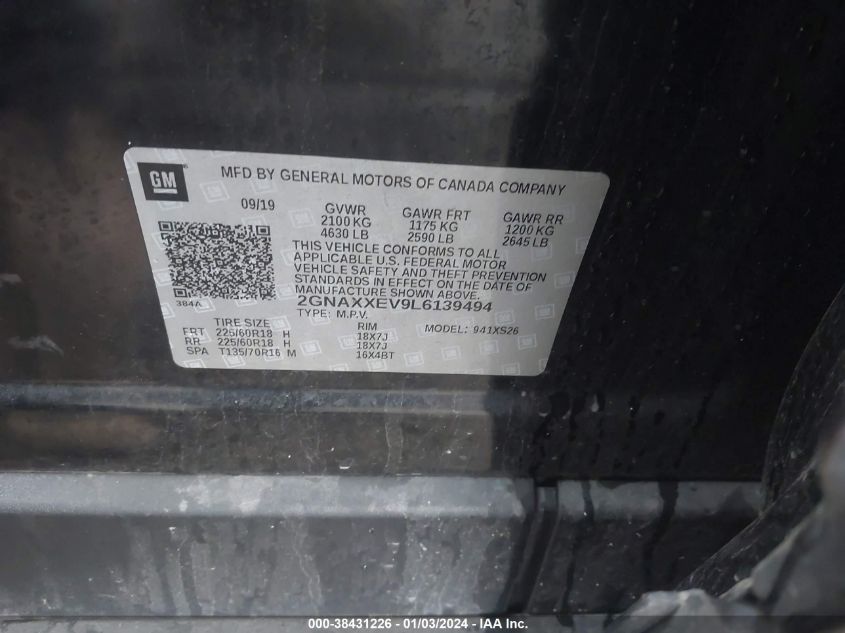 GM
MFD BY GENERAL MOTORS OF CANADA COMPANY
09/19 GVWR GAWR FRT GAWR RR
2100 KG 1175 KG 1200 KG
4630 LB 2590 LB 2645 LB
THIS VEHICLE CONFORMS TO ALL
APPLICABLE U.S. FEDERAL MOTOR
VEHICLE SAFETY AND THEFT PREVENTION
STANDARDS IN EFFECT ON THE DATE OF
MANUFACTURE SHOWN ABOVE.
384A 2GNAXXEV9L6139494
TYPE: M.P.V.
TIRE SIZE RIM MODEL: 941XS26
FRT 225/60R18 H 18X7J
RR 225/60R18 H 18X7J
SPA T135/70R16 M 16X4BT
000-38431226 - 01/03/2024 - IAA Inc.